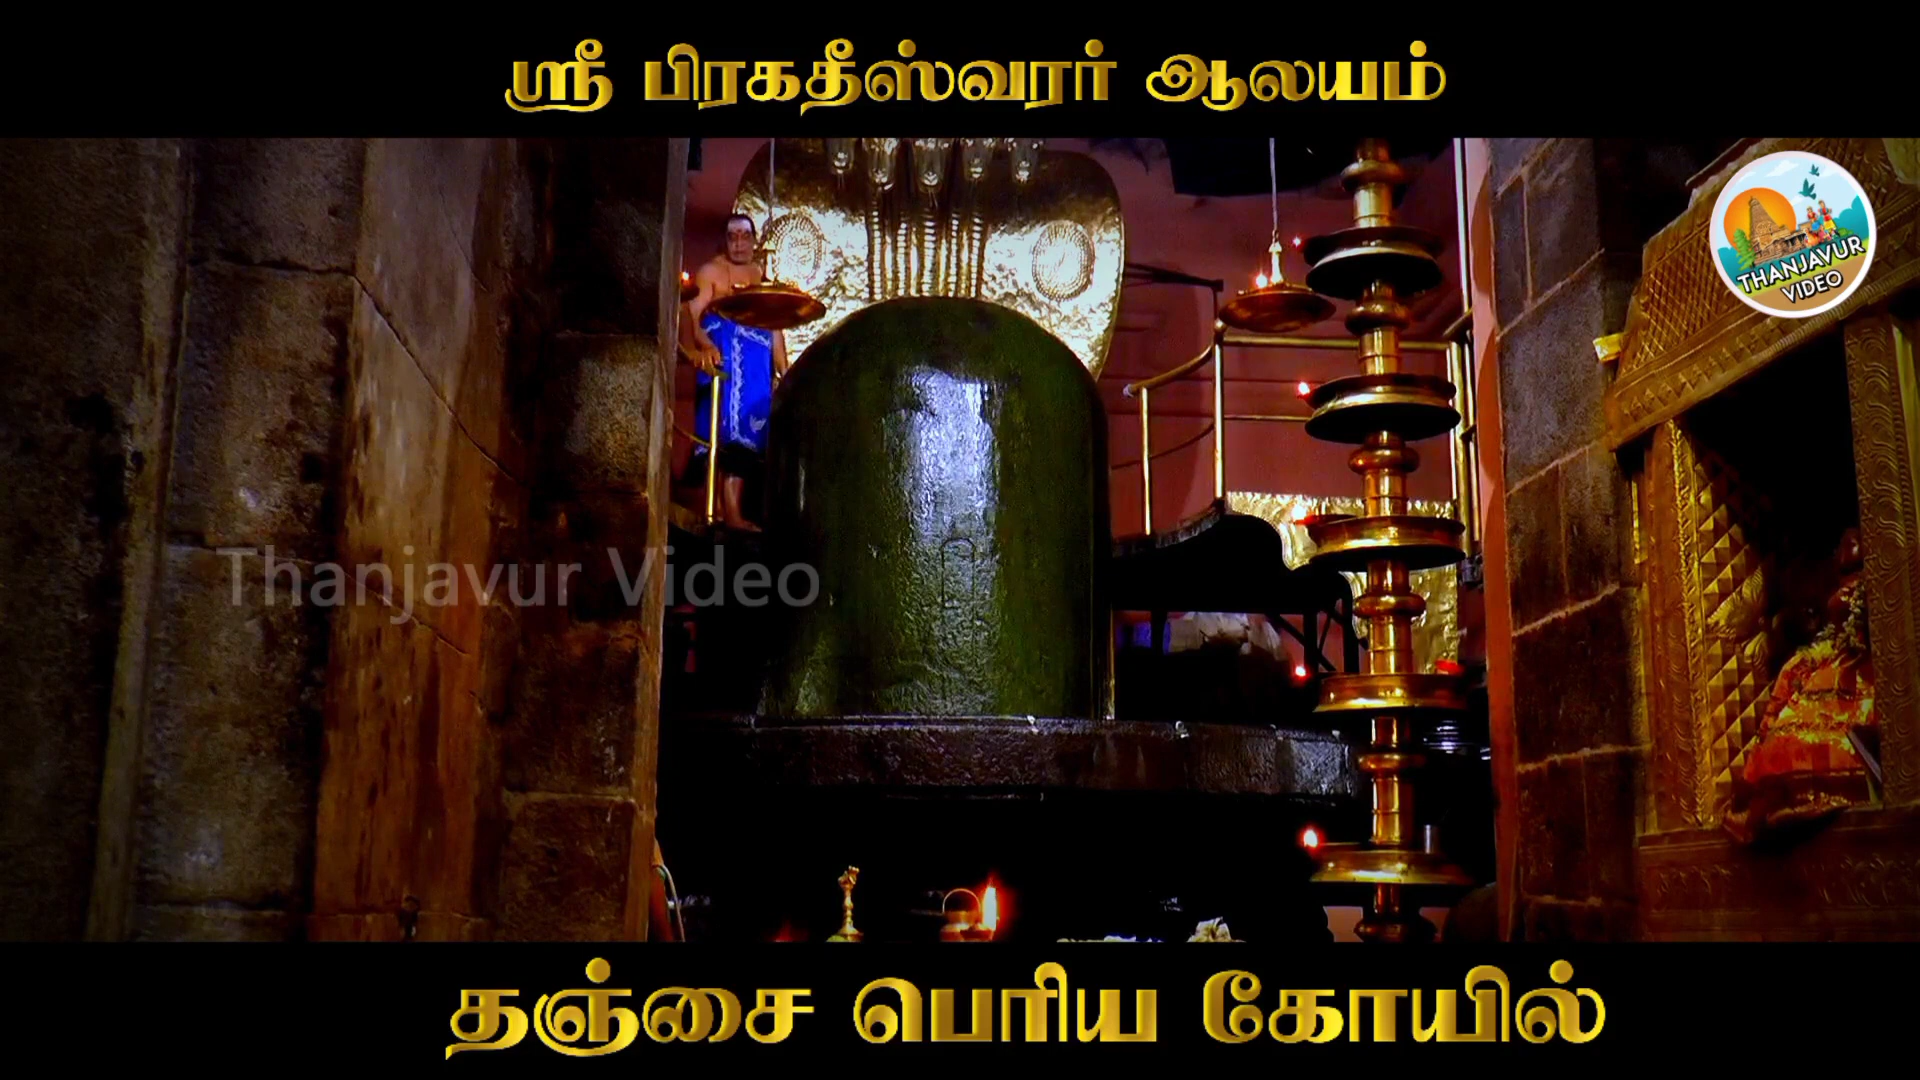 ஸ்ரீ பிரகதீஸ்வரர் ஆலயம்
THANJAVUR
VIDEO
Thanjavur Video
தஞ்சை பெரிய கோயில்